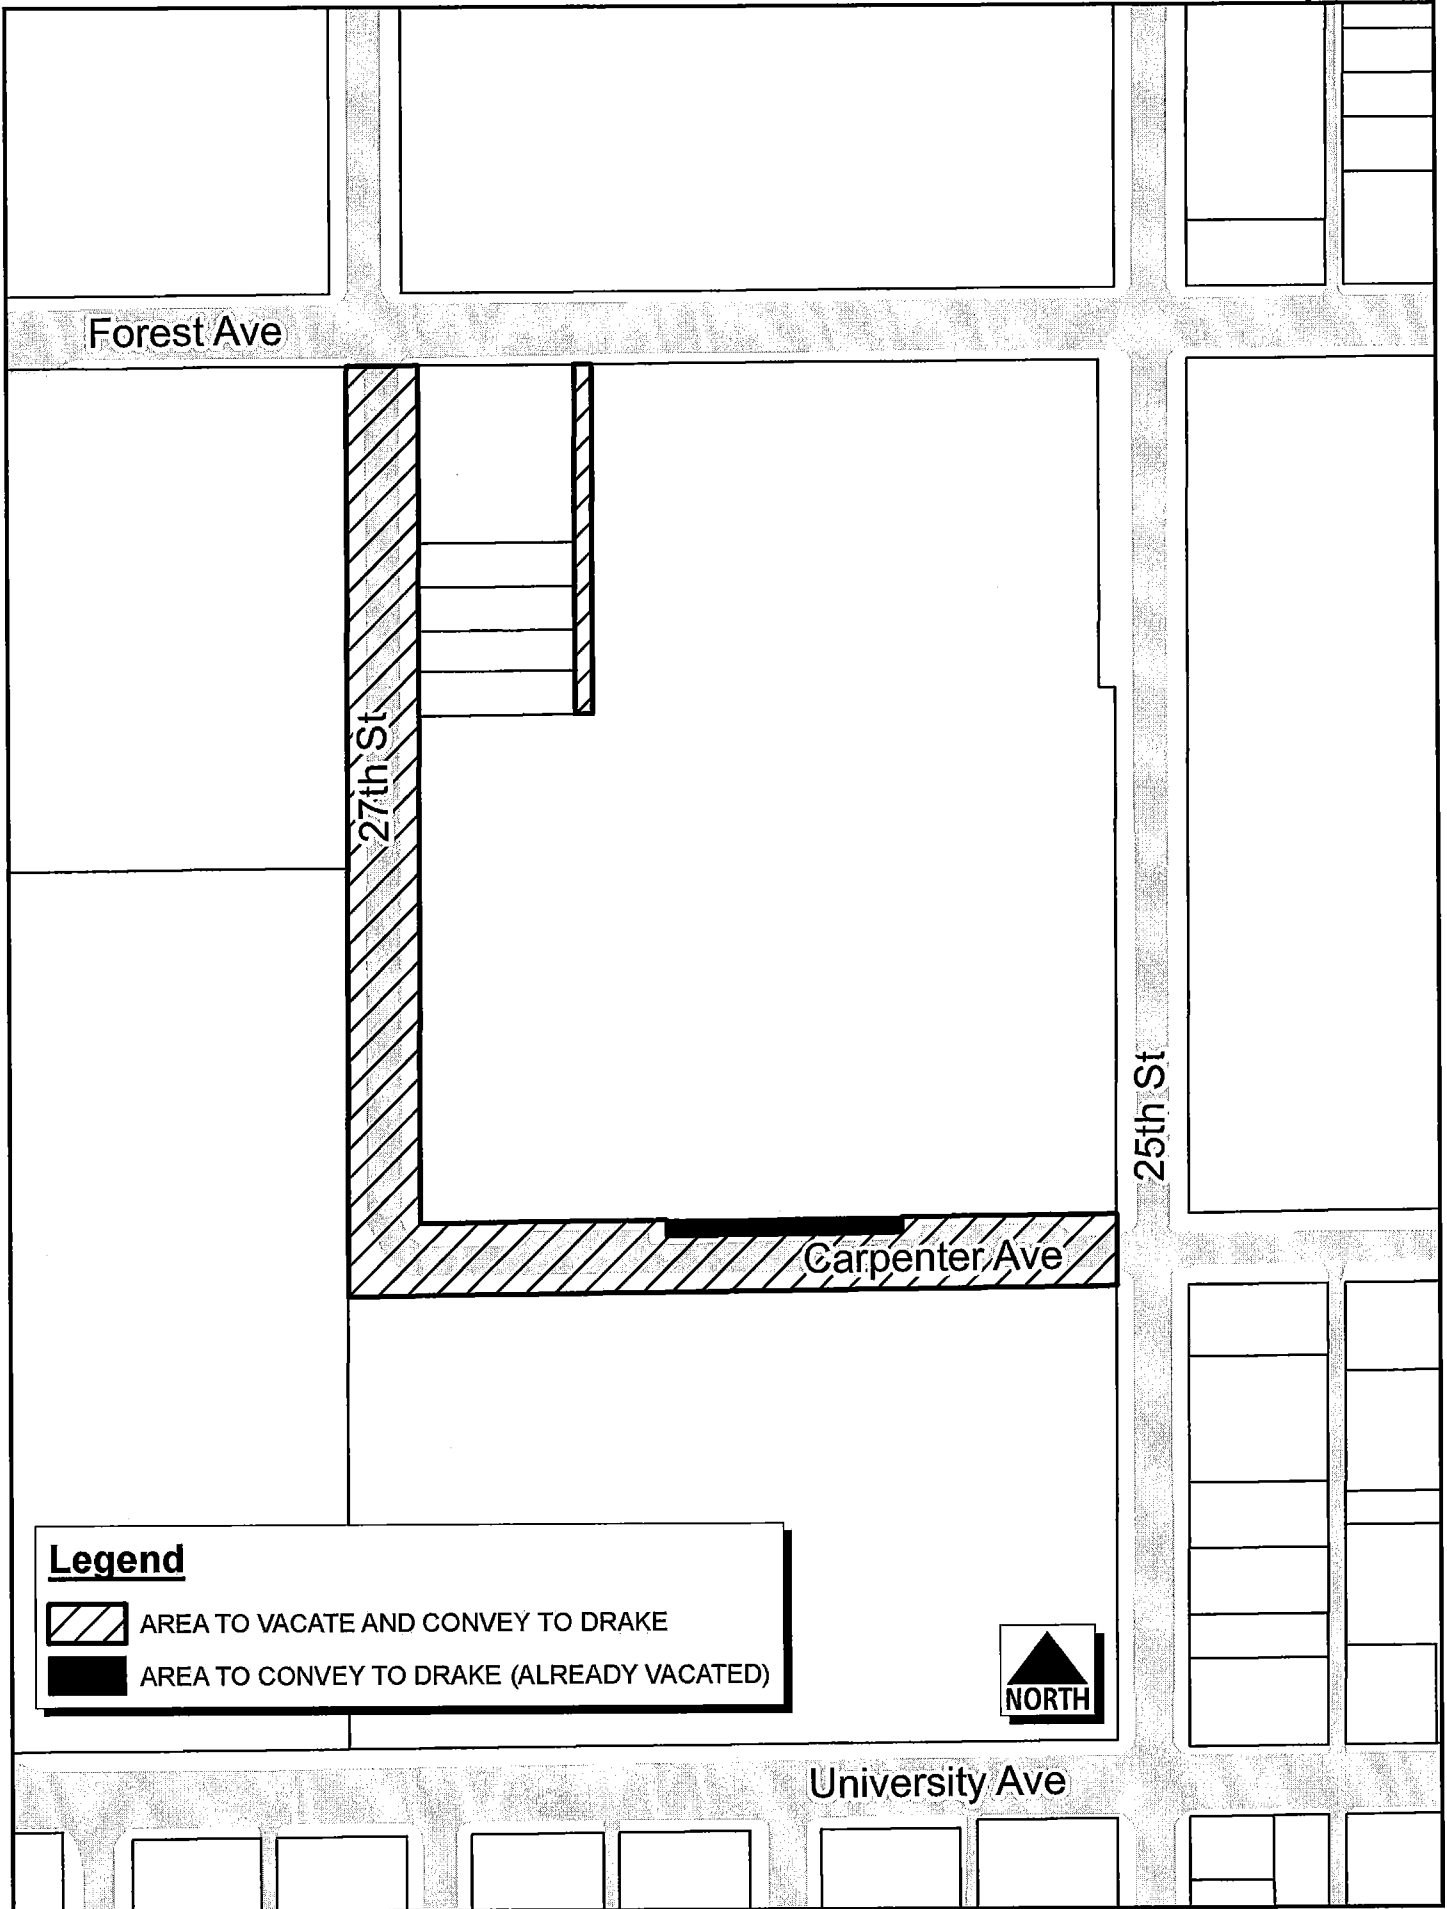 Forest Ave
27th St
25th St
Carpenter Ave
Legend
AREA TO VACATE AND CONVEY TO DRAKE
AREA TO CONVEY TO DRAKE (ALREADY VACATED)
NORTH
University Ave